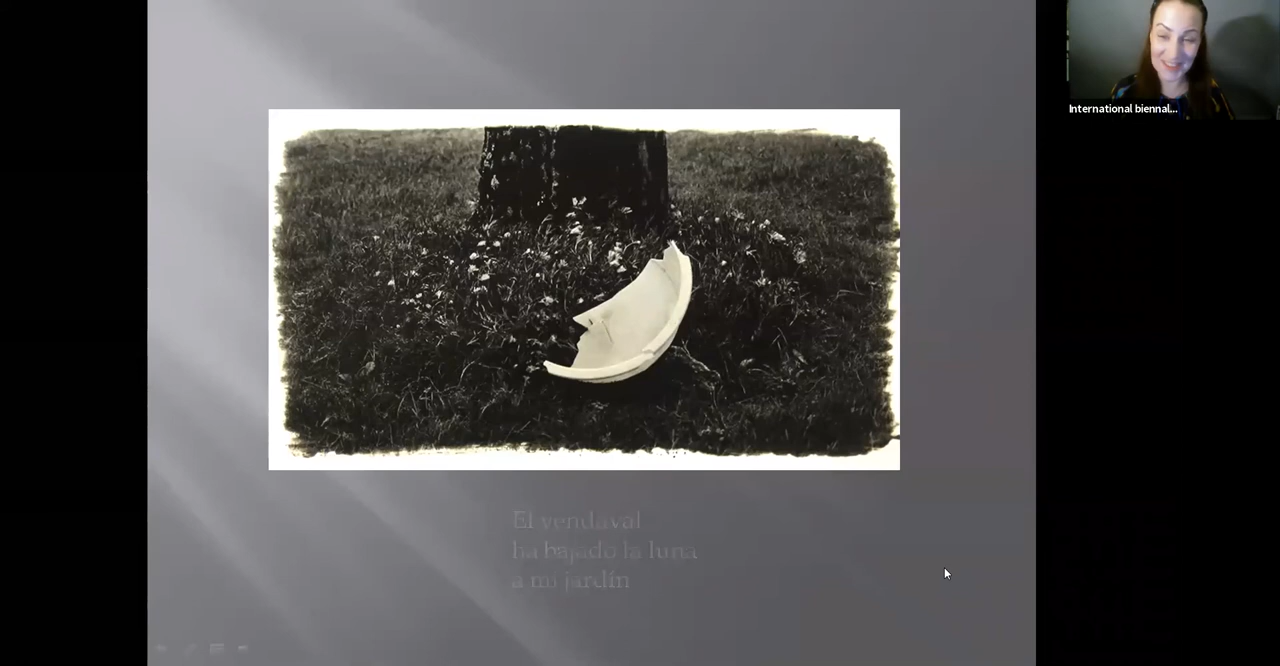 International biennal...
El vendaval
ha bajado la luna
a mi jardín